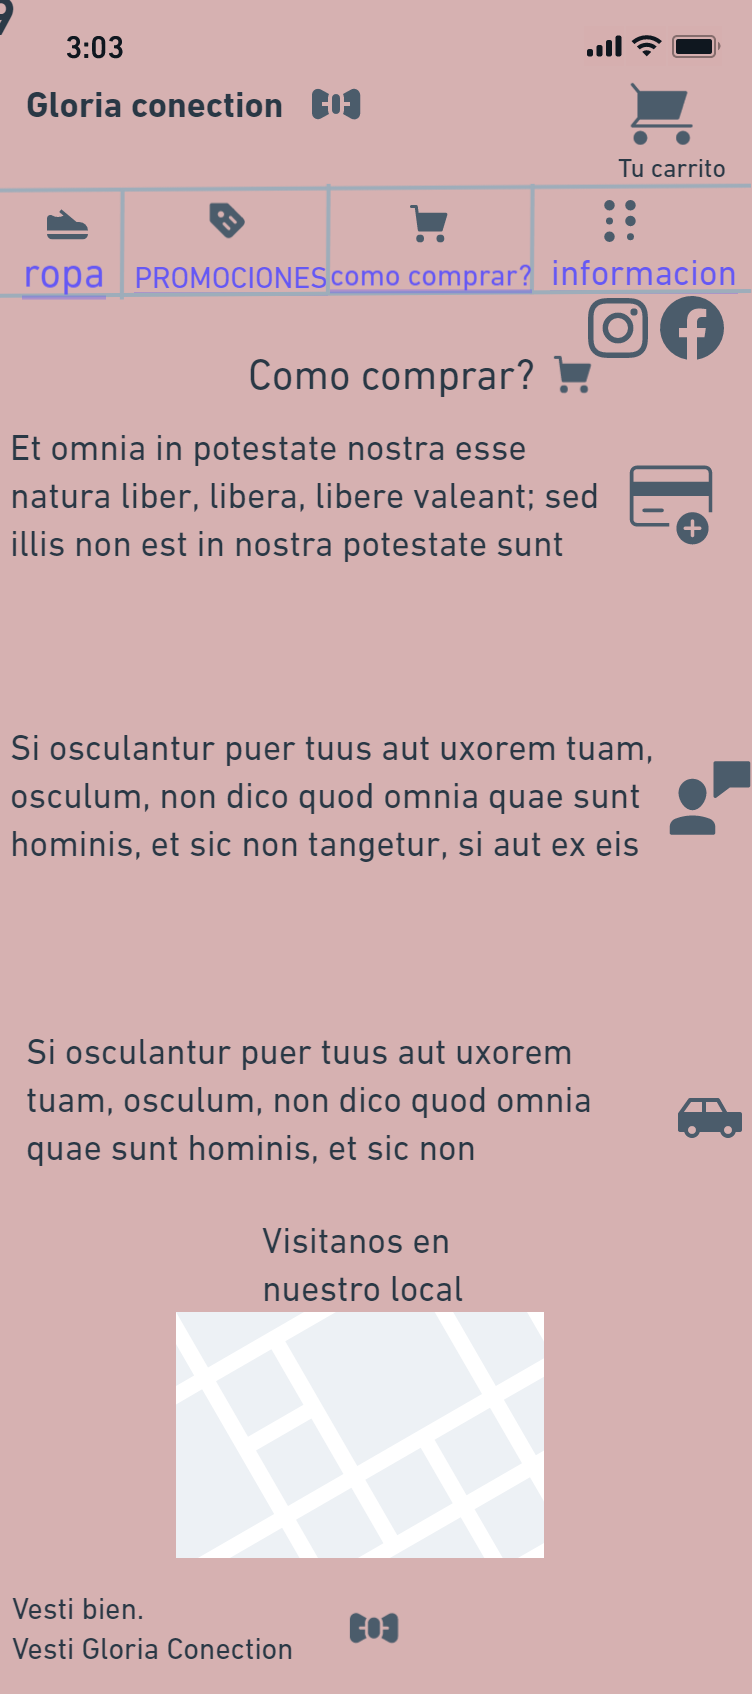 9
3:03
Gloria conection
Tu carrito
ropa
PROMOCIONES
como comprar?
informacion
Como comprar?
Et omnia in potestate nostra esse
natura liber, libera, libere valeant; sed
illis non est in nostra potestate sunt
Si osculantur puer tuus aut uxorem tuam,
osculum, non dico quod omnia quae sunt
hominis, et sic non tangetur, si aut ex eis
Si osculantur puer tuus aut uxorem
tuam, osculum, non dico quod omnia
quae sunt hominis, et sic non
Visitanos en
nuestro local
Vesti bien.
Vesti Gloria Conection